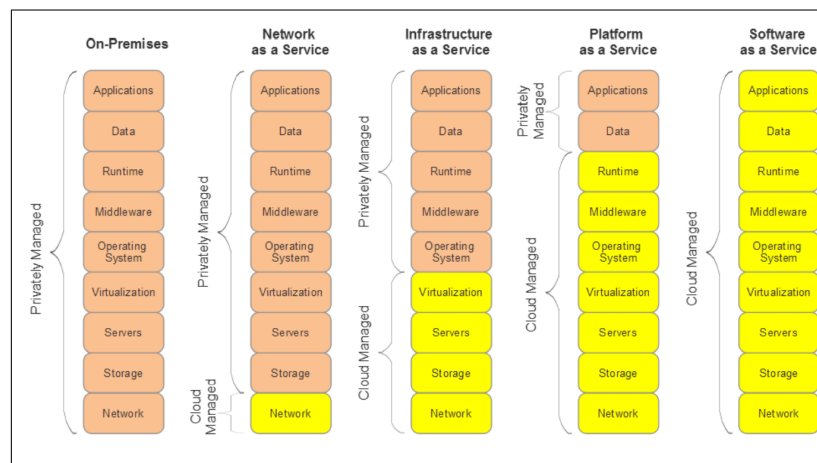 On-Premises
Privately Managed
Applications
Data
Runtime
Middleware
Operating
System
Virtualization
Servers
Storage
Network
Network
as a Service
Privately Managed
Cloud
Managed
Applications
Data
Runtime
Middleware
Operating
System
Virtualization
Servers
Storage
Network
Infrastructure
as a Service
Privately Managed
Cloud Managed
Applications
Data
Runtime
Middleware
Operating
System
Virtualization
Servers
Storage
Network
Platform
as a Service
Privately
Managed
Cloud Managed
Applications
Data
Runtime
Middleware
Operating
System
Virtualization
Servers
Storage
Network
Software
as a Service
Cloud Managed
Applications
Data
Runtime
Middleware
Operating
System
Virtualization
Servers
Storage
Network